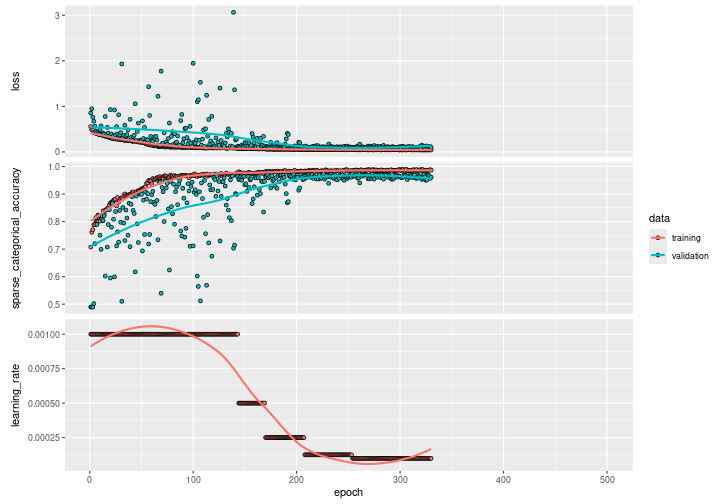 loss
3
2
1
0
sparse_categorical_accuracy
1.0
0.9
0.8
0.7
0.6
0.5
learning_rate
0.00100
0.00075
0.00050
0.00025
0 100 200 300 400 500
epoch
data
training
validation